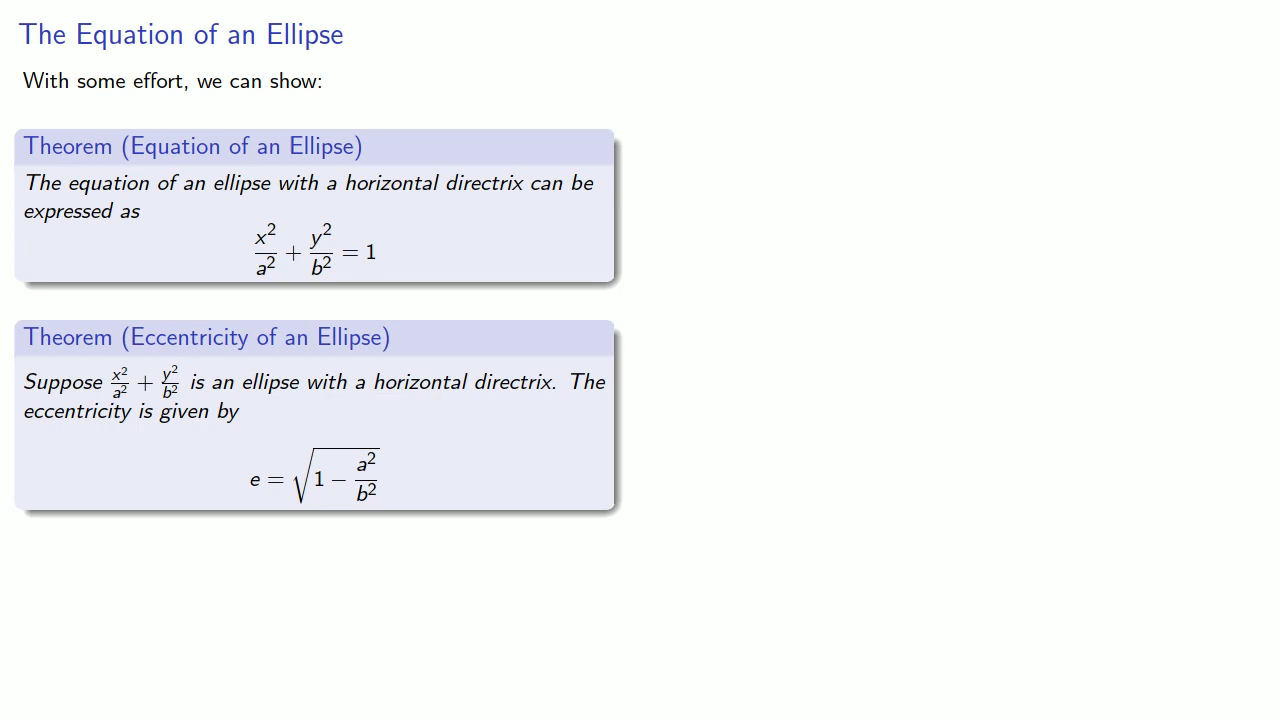 The Equation of an Ellipse
With some effort, we can show:
Theorem (Equation of an Ellipse)
The equation of an ellipse with a horizontal directrix can be
expressed as
x²/a² + y²/b² = 1
Theorem (Eccentricity of an Ellipse)
Suppose x²/a² + y²/b² is an ellipse with a horizontal directrix. The
eccentricity is given by
e = √(1 − a²/b²)